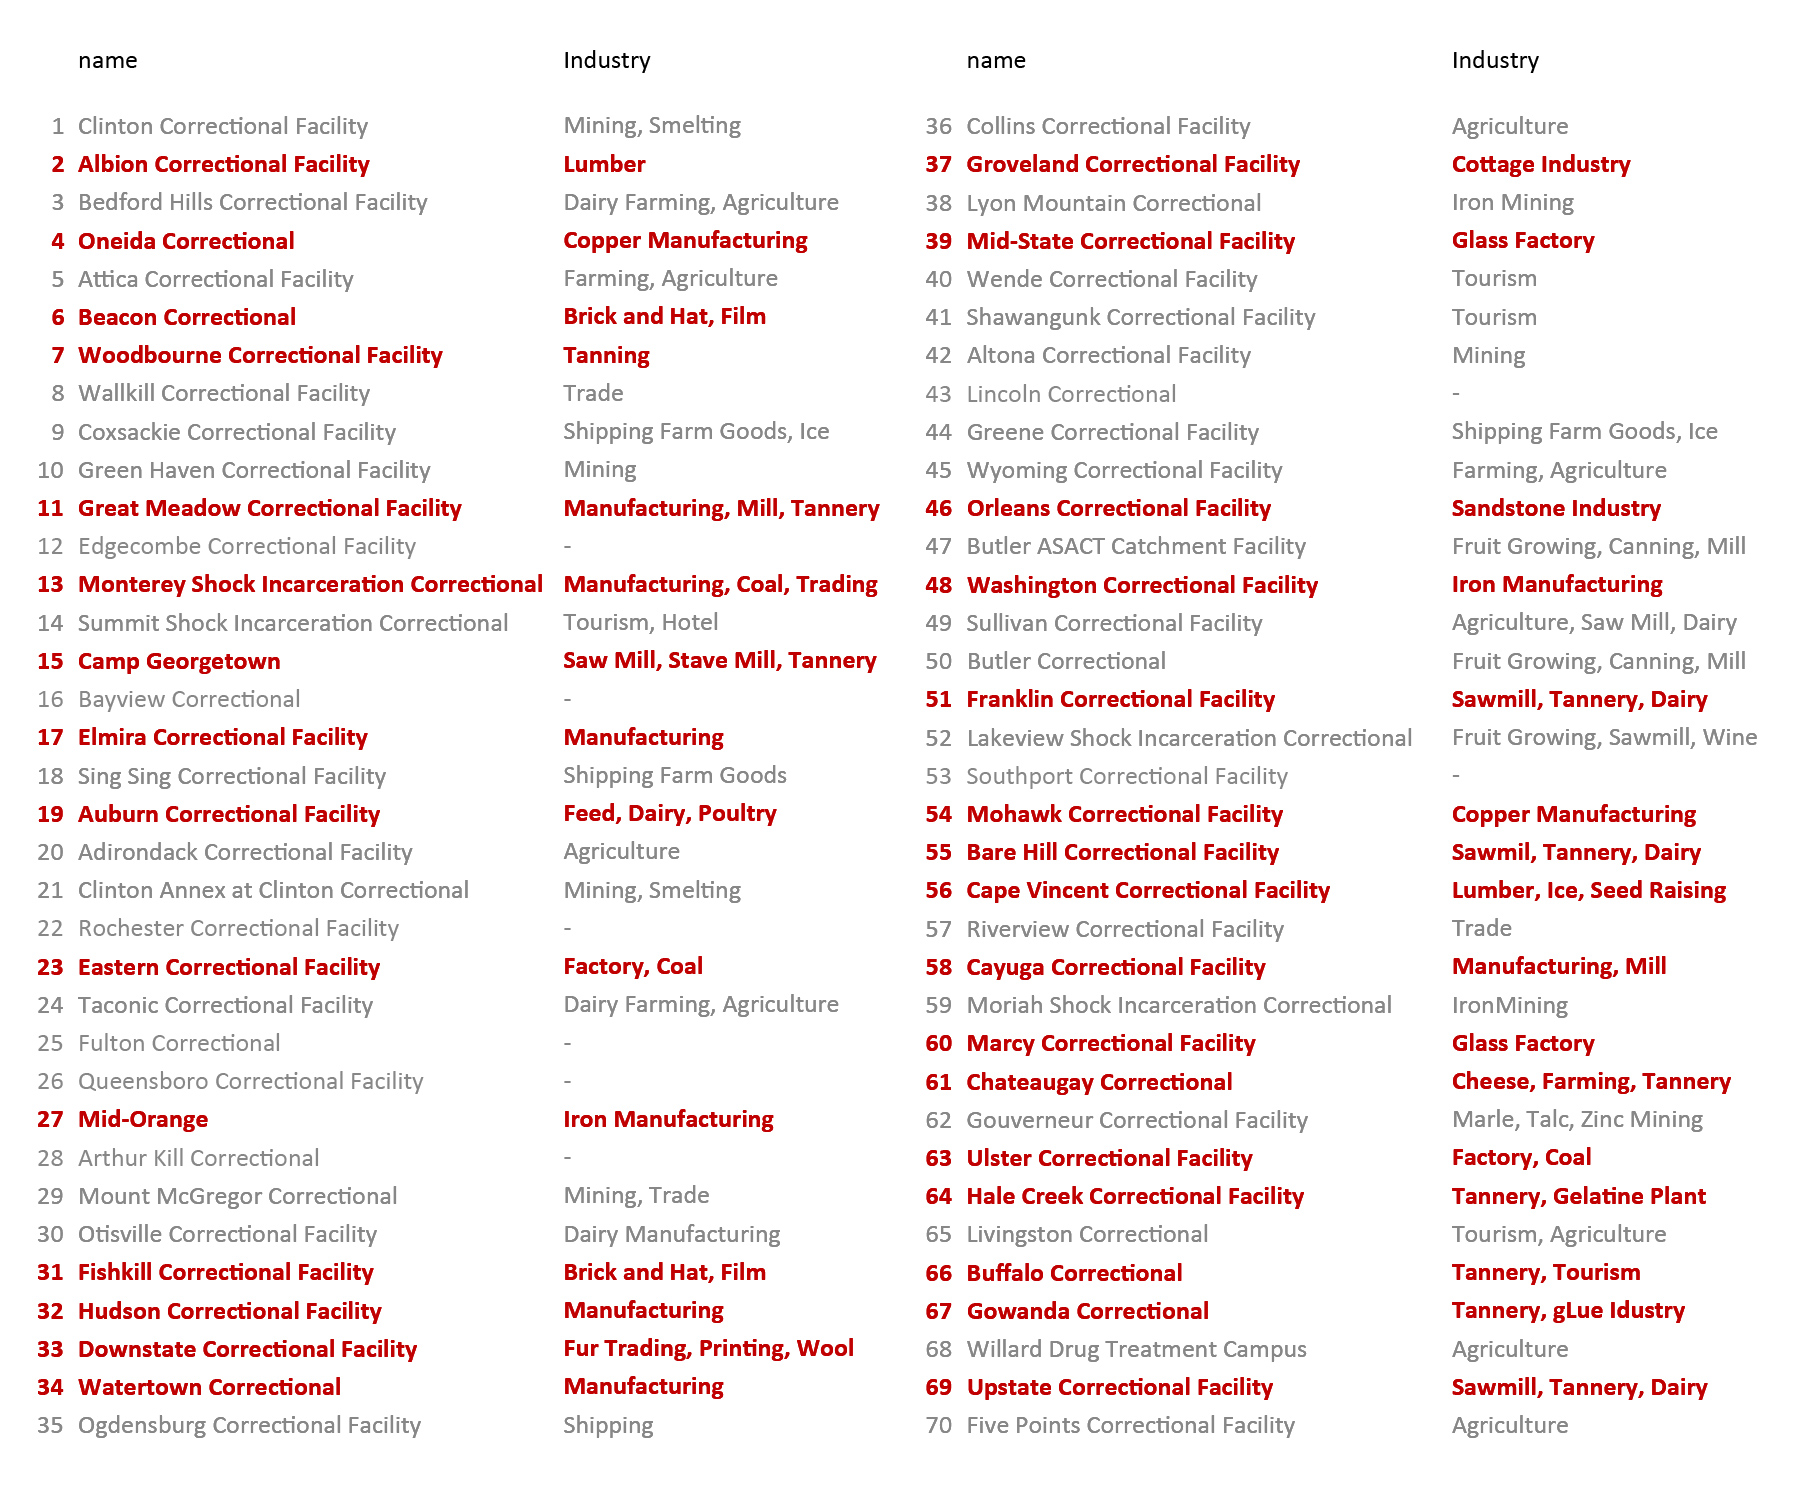 name Industry
1 Clinton Correctional Facility Mining, Smelting
2 Albion Correctional Facility Lumber
3 Bedford Hills Correctional Facility Dairy Farming, Agriculture
4 Oneida Correctional Copper Manufacturing
5 Attica Correctional Facility Farming, Agriculture
6 Beacon Correctional Brick and Hat, Film
7 Woodbourne Correctional Facility Tanning
8 Wallkill Correctional Facility Trade
9 Coxsackie Correctional Facility Shipping Farm Goods, Ice
10 Green Haven Correctional Facility Mining
11 Great Meadow Correctional Facility Manufacturing, Mill, Tannery
12 Edgecombe Correctional Facility -
13 Monterey Shock Incarceration Correctional Manufacturing, Coal, Trading
14 Summit Shock Incarceration Correctional Tourism, Hotel
15 Camp Georgetown Saw Mill, Stave Mill, Tannery
16 Bayview Correctional -
17 Elmira Correctional Facility Manufacturing
18 Sing Sing Correctional Facility Shipping Farm Goods
19 Auburn Correctional Facility Feed, Dairy, Poultry
20 Adirondack Correctional Facility Agriculture
21 Clinton Annex at Clinton Correctional Mining, Smelting
22 Rochester Correctional Facility -
23 Eastern Correctional Facility Factory, Coal
24 Taconic Correctional Facility Dairy Farming, Agriculture
25 Fulton Correctional -
26 Queensboro Correctional Facility -
27 Mid-Orange Iron Manufacturing
28 Arthur Kill Correctional -
29 Mount McGregor Correctional Mining, Trade
30 Otisville Correctional Facility Dairy Manufacturing
31 Fishkill Correctional Facility Brick and Hat, Film
32 Hudson Correctional Facility Manufacturing
33 Downstate Correctional Facility Fur Trading, Printing, Wool
34 Watertown Correctional Manufacturing
35 Ogdensburg Correctional Facility Shipping
name Industry
36 Collins Correctional Facility Agriculture
37 Groveland Correctional Facility Cottage Industry
38 Lyon Mountain Correctional Iron Mining
39 Mid-State Correctional Facility Glass Factory
40 Wende Correctional Facility Tourism
41 Shawangunk Correctional Facility Tourism
42 Altona Correctional Facility Mining
43 Lincoln Correctional -
44 Greene Correctional Facility Shipping Farm Goods, Ice
45 Wyoming Correctional Facility Farming, Agriculture
46 Orleans Correctional Facility Sandstone Industry
47 Butler ASACT Catchment Facility Fruit Growing, Canning, Mill
48 Washington Correctional Facility Iron Manufacturing
49 Sullivan Correctional Facility Agriculture, Saw Mill, Dairy
50 Butler Correctional Fruit Growing, Canning, Mill
51 Franklin Correctional Facility Sawmill, Tannery, Dairy
52 Lakeview Shock Incarceration Correctional Fruit Growing, Sawmill, Wine
53 Southport Correctional Facility -
54 Mohawk Correctional Facility Copper Manufacturing
55 Bare Hill Correctional Facility Sawmil, Tannery, Dairy
56 Cape Vincent Correctional Facility Lumber, Ice, Seed Raising
57 Riverview Correctional Facility Trade
58 Cayuga Correctional Facility Manufacturing, Mill
59 Moriah Shock Incarceration Correctional IronMining
60 Marcy Correctional Facility Glass Factory
61 Chateaugay Correctional Cheese, Farming, Tannery
62 Gouverneur Correctional Facility Marle, Talc, Zinc Mining
63 Ulster Correctional Facility Factory, Coal
64 Hale Creek Correctional Facility Tannery, Gelatine Plant
65 Livingston Correctional Tourism, Agriculture
66 Buffalo Correctional Tannery, Tourism
67 Gowanda Correctional Tannery, gLue Idustry
68 Willard Drug Treatment Campus Agriculture
69 Upstate Correctional Facility Sawmill, Tannery, Dairy
70 Five Points Correctional Facility Agriculture